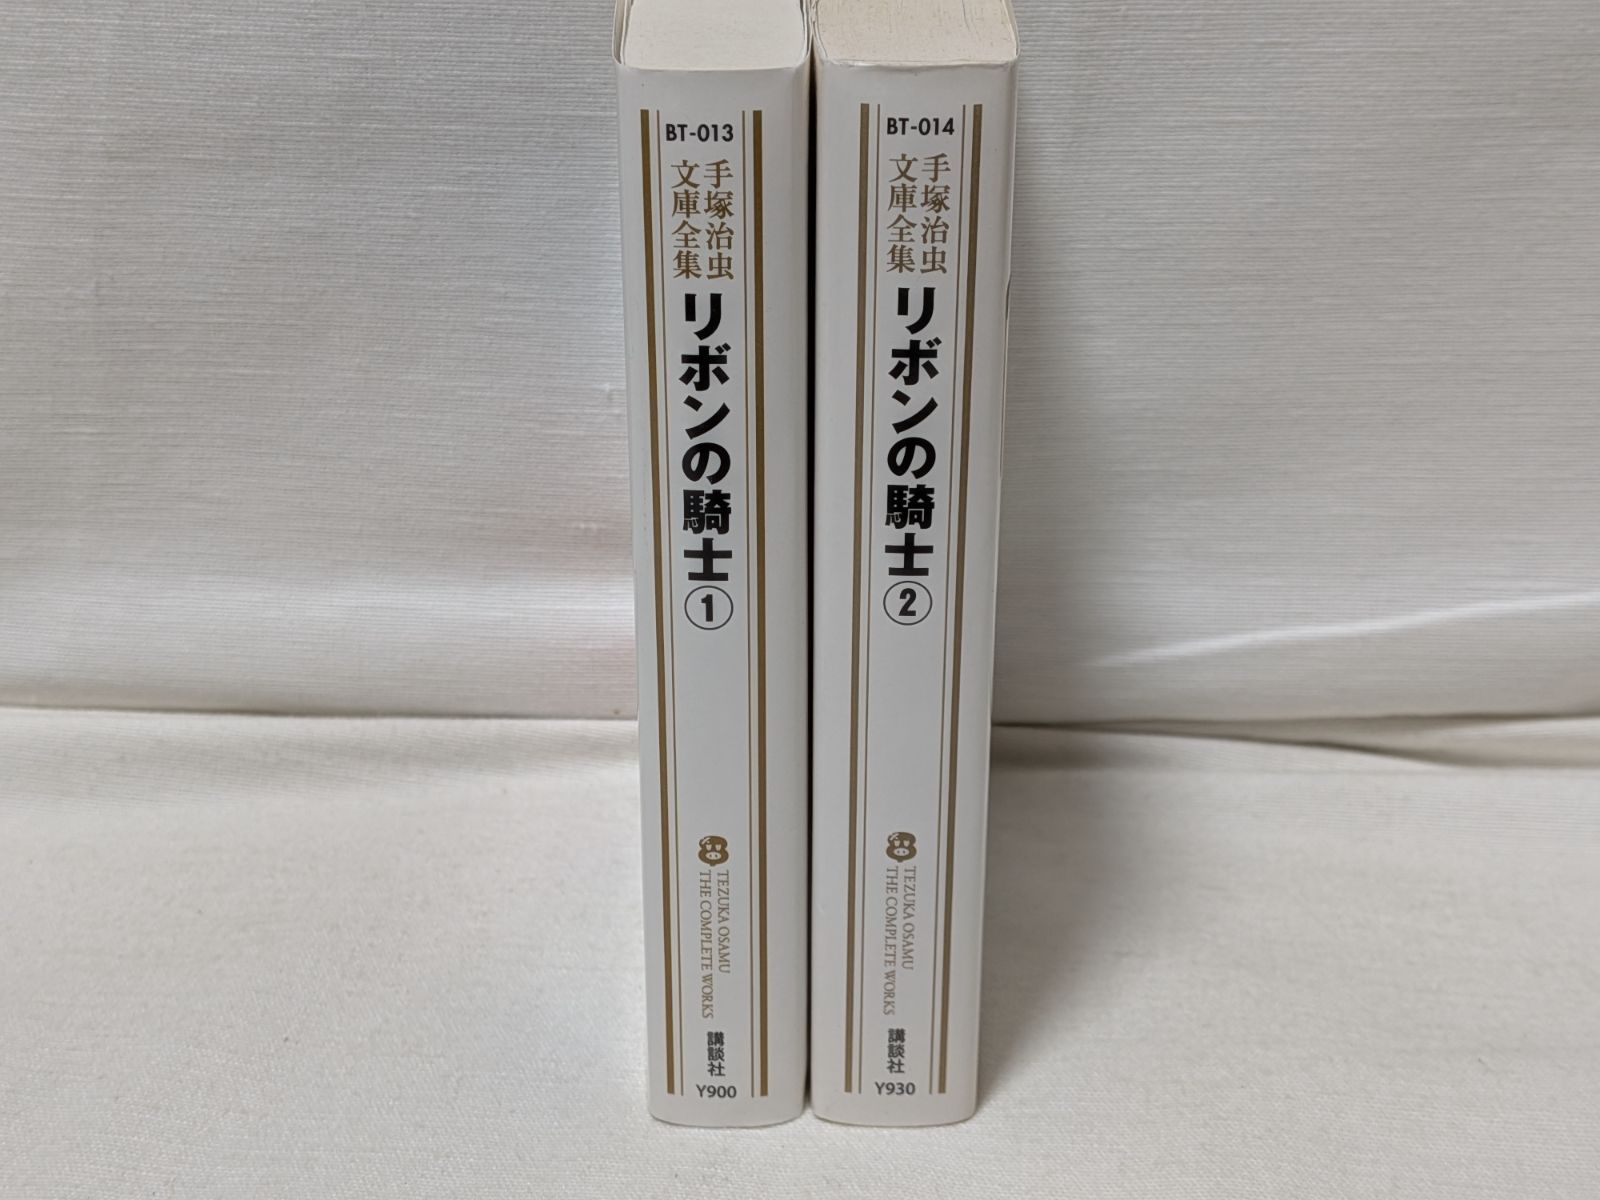 BT-013
手塚治虫
文庫全集
リボンの騎士①
TEZUKA OSAMU
THE COMPLETE WORKS
講談社
Y900
BT-014
手塚治虫
文庫全集
リボンの騎士②
TEZUKA OSAMU
THE COMPLETE WORKS
講談社
Y930